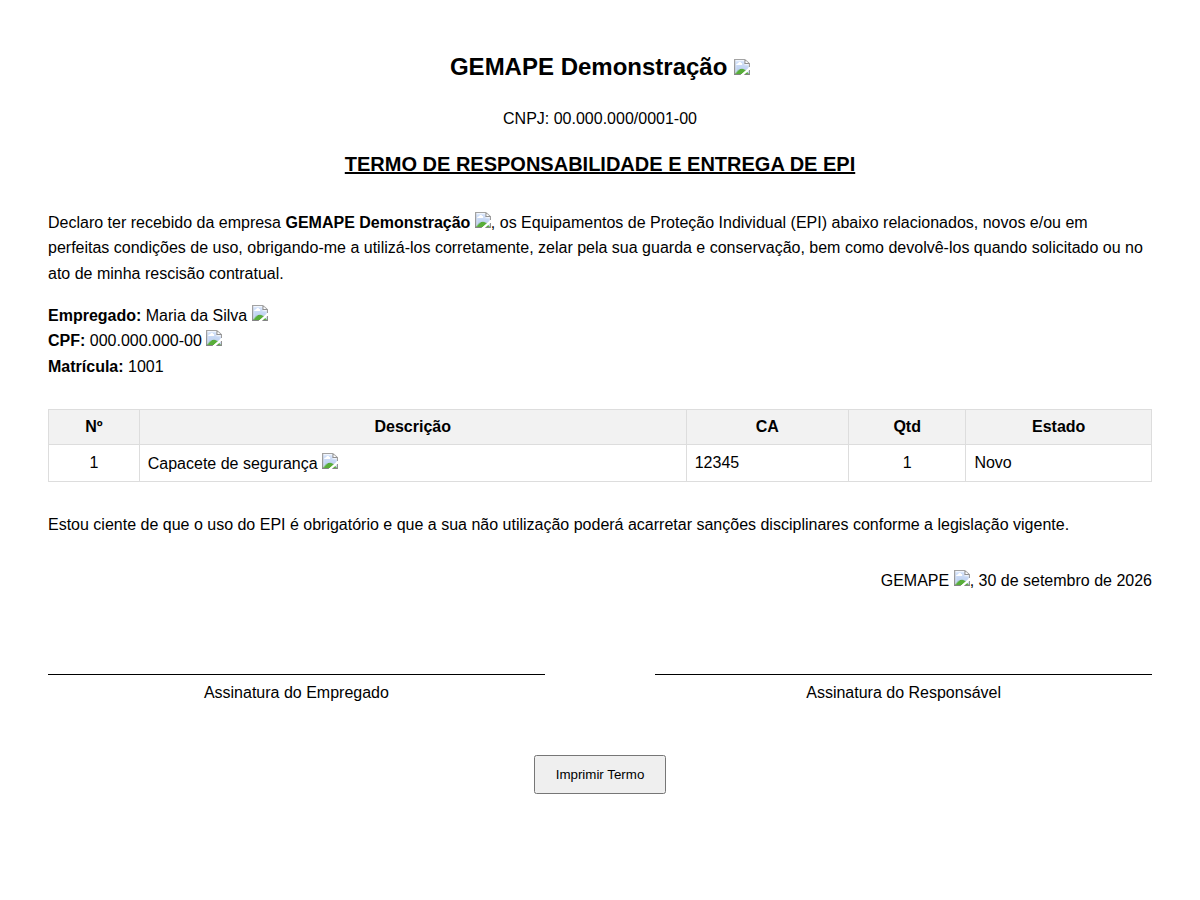 GEMAPE Demonstração
CNPJ: 00.000.000/0001-00
TERMO DE RESPONSABILIDADE E ENTREGA DE EPI
Declaro ter recebido da empresa GEMAPE Demonstração , os Equipamentos de Proteção Individual (EPI) abaixo relacionados, novos e/ou em
perfeitas condições de uso, obrigando-me a utilizá-los corretamente, zelar pela sua guarda e conservação, bem como devolvê-los quando solicitado ou no
ato de minha rescisão contratual.
Empregado: Maria da Silva
CPF: 000.000.000-00
Matrícula: 1001
Nº Descrição CA Qtd Estado
1 Capacete de segurança 12345 1 Novo
Estou ciente de que o uso do EPI é obrigatório e que a sua não utilização poderá acarretar sanções disciplinares conforme a legislação vigente.
GEMAPE , 30 de setembro de 2026
Assinatura do Empregado Assinatura do Responsável
Imprimir Termo